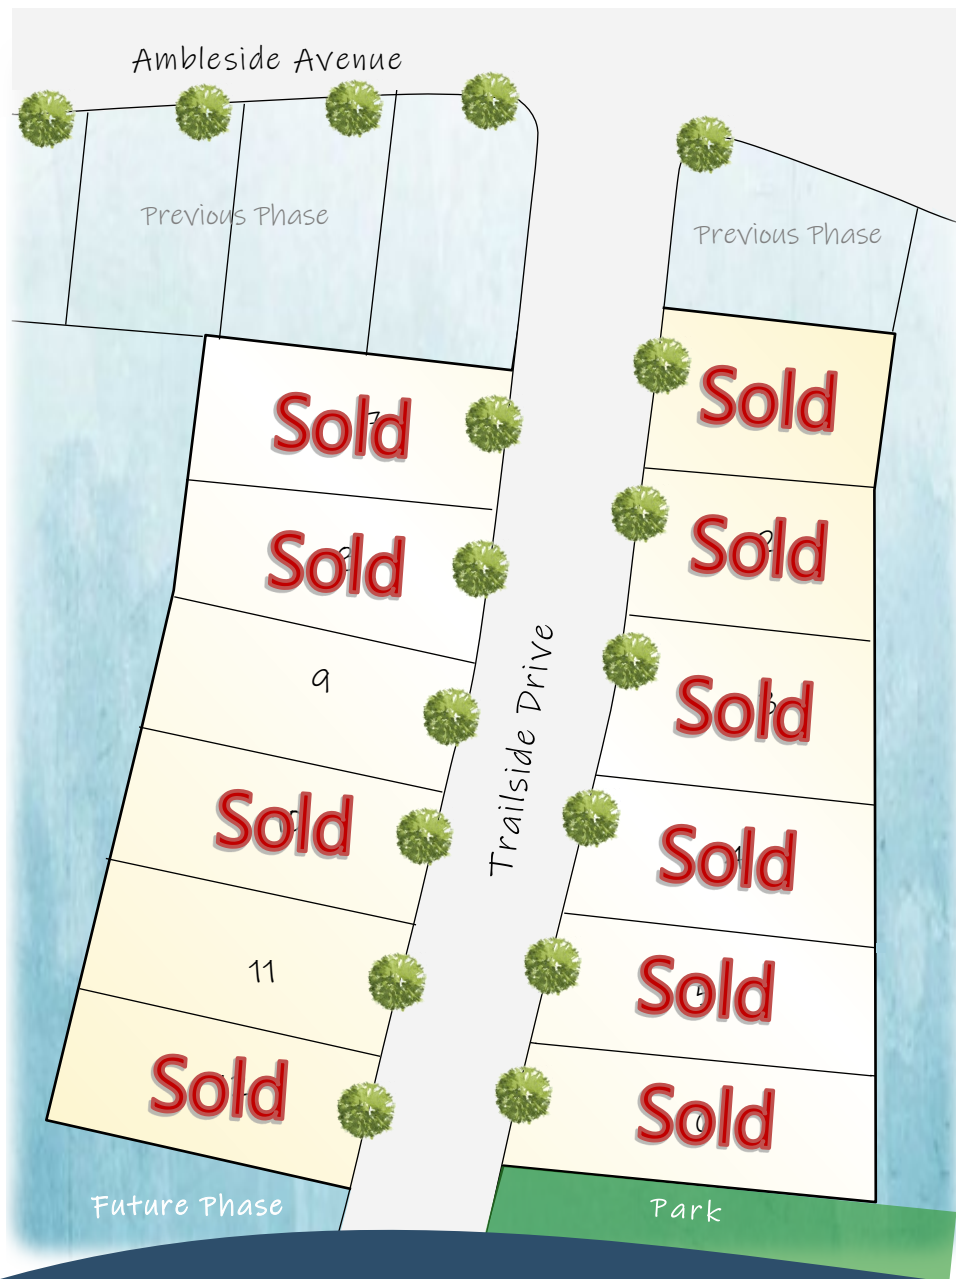 Ambleside Avenue
Previous Phase
Previous Phase
Sold
Sold
Sold
Sold
Sold
9
Sold
Trailside Drive
Sold
Sold
11
Sold
Sold
Sold
Future Phase
Park